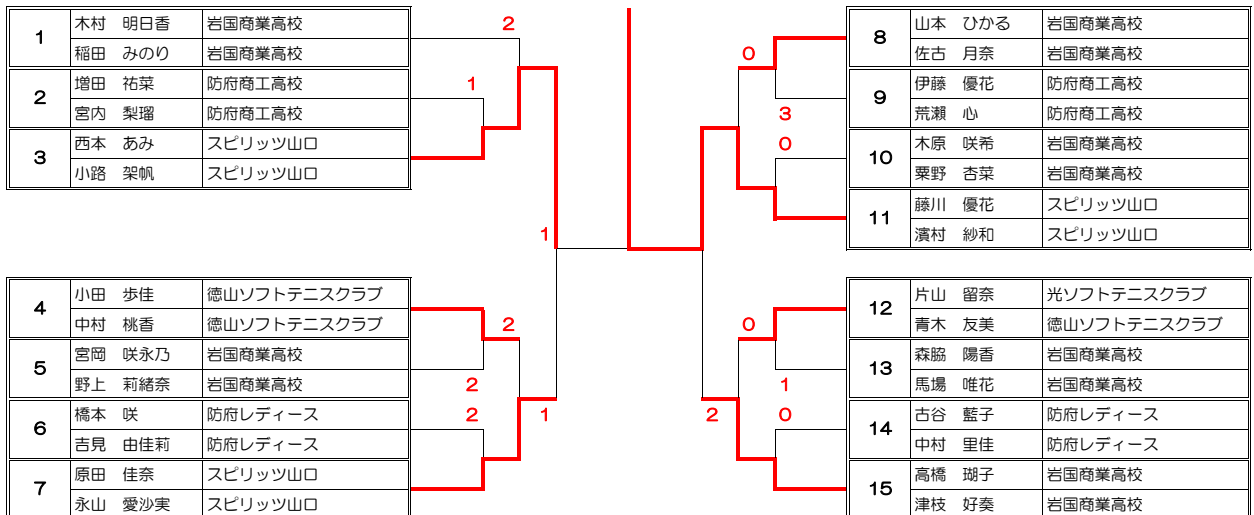 1 木村 明日香 岩国商業高校
稲田 みのり 岩国商業高校
2 増田 祐菜 防府商工高校
宮内 梨瑠 防府商工高校
3 西本 あみ スピリッツ山口
小路 架帆 スピリッツ山口
2
1
1
4 小田 歩佳 徳山ソフトテニスクラブ
中村 桃香 徳山ソフトテニスクラブ
5 宮岡 咲永乃 岩国商業高校
野上 莉緒奈 岩国商業高校
6 橋本 咲 防府レディース
吉見 由佳莉 防府レディース
7 原田 佳奈 スピリッツ山口
永山 愛沙実 スピリッツ山口
2
2
2
1
8 山本 ひかる 岩国商業高校
佐古 月奈 岩国商業高校
9 伊藤 優花 防府商工高校
荒瀬 心 防府商工高校
10 木原 咲希 岩国商業高校
粟野 杏菜 岩国商業高校
11 藤川 優花 スピリッツ山口
濱村 紗和 スピリッツ山口
0
3
0
12 片山 留奈 光ソフトテニスクラブ
青木 友美 徳山ソフトテニスクラブ
13 森脇 陽香 岩国商業高校
馬場 唯花 岩国商業高校
14 古谷 藍子 防府レディース
中村 里佳 防府レディース
15 高橋 瑚子 岩国商業高校
津枝 好奏 岩国商業高校
0
1
2
0